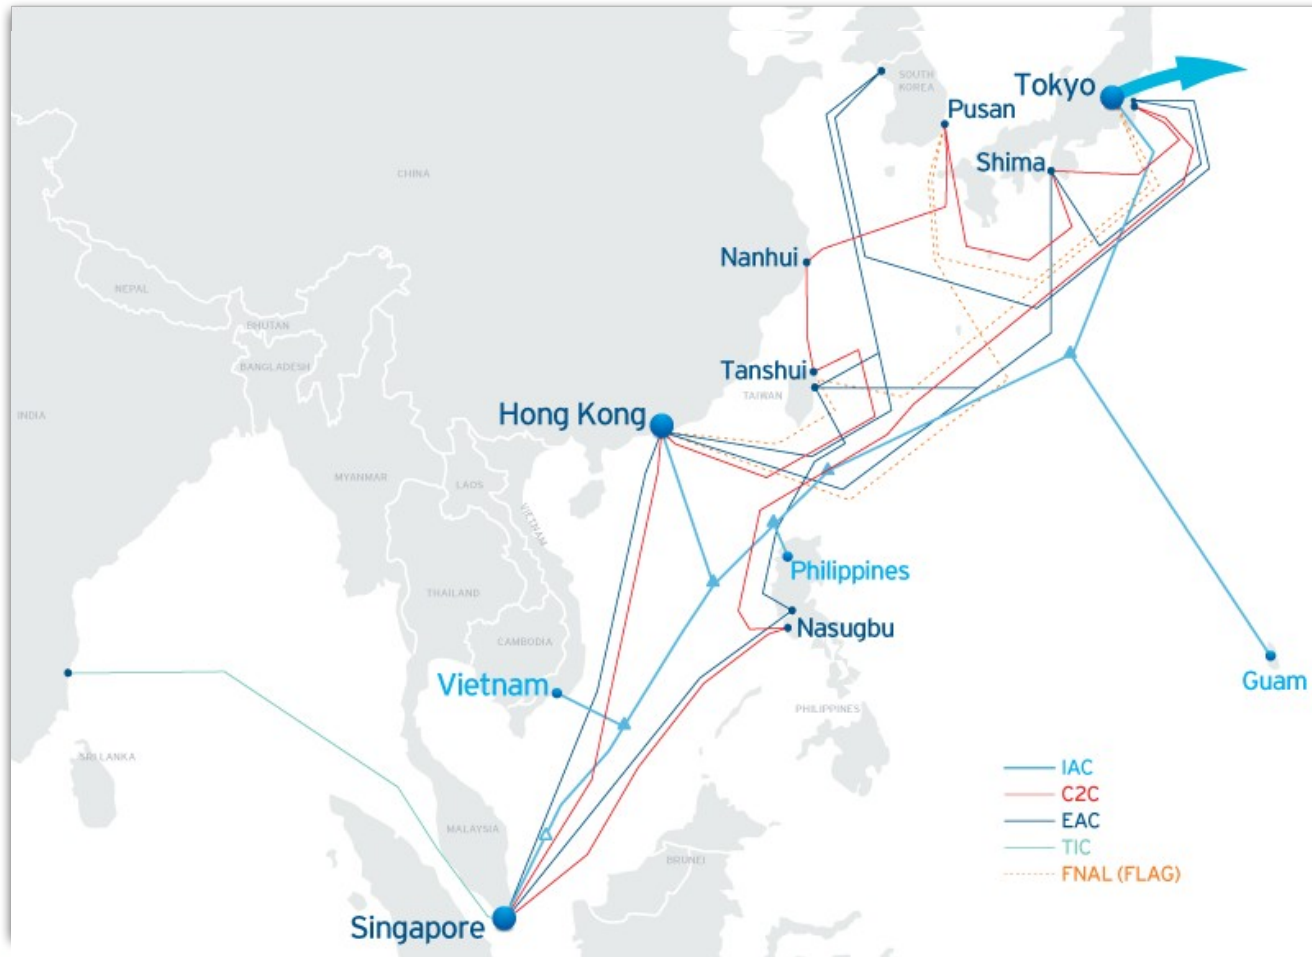 SOUTH
KOREA
Tokyo
Pusan
Shima
CHINA
Nanhui
NEPAL
BHUTAN
BANGLADESH
Tanshui
TAIWAN
INDIA
Hong Kong
MYANMAR
LAOS
VIETNAM
Philippines
THAILAND
CAMBODIA
Nasugbu
Vietnam
Guam
PHILIPPINES
SRI LANKA
MALAYSIA
BRUNEI
Singapore
IAC
C2C
EAC
TIC
FNAL (FLAG)